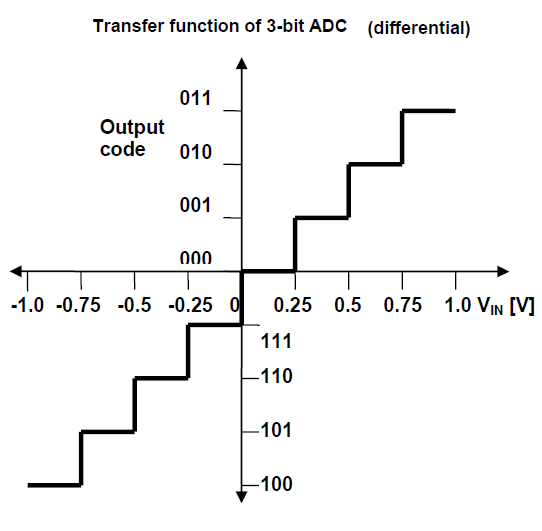 Transfer function of 3-bit ADC (differential)
011
Output
code
010
001
000
-1.0 -0.75 -0.5 -0.25 0 0.25 0.5 0.75 1.0 VIN [V]
111
110
101
100